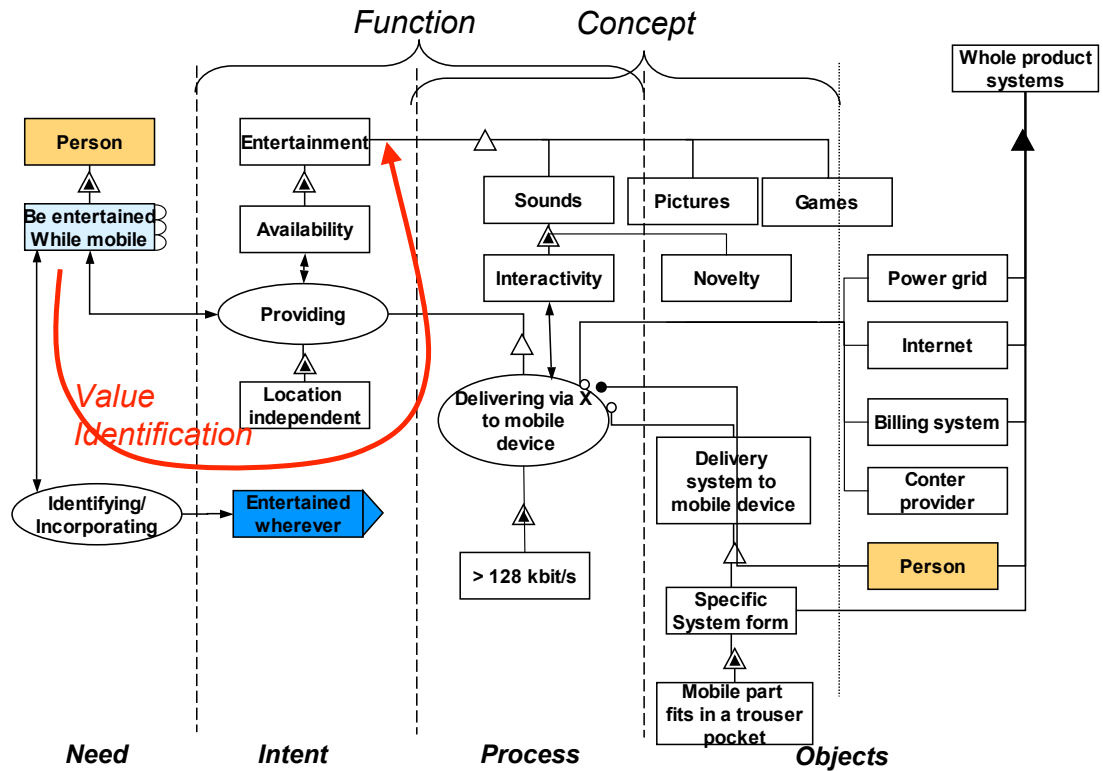 Function
Concept
Whole product
systems
Person
Entertainment
Sounds
Pictures
Games
Be entertained
While mobile
Availability
Interactivity
Novelty
Power grid
Providing
Internet
Value
Identification
Location
independent
Delivering via X
to mobile
device
Billing system
Delivery
system to
mobile device
Conter
provider
Identifying/
Incorporating
Entertained
wherever
> 128 kbit/s
Person
Specific
System form
Mobile part
fits in a trouser
pocket
Need
Intent
Process
Objects